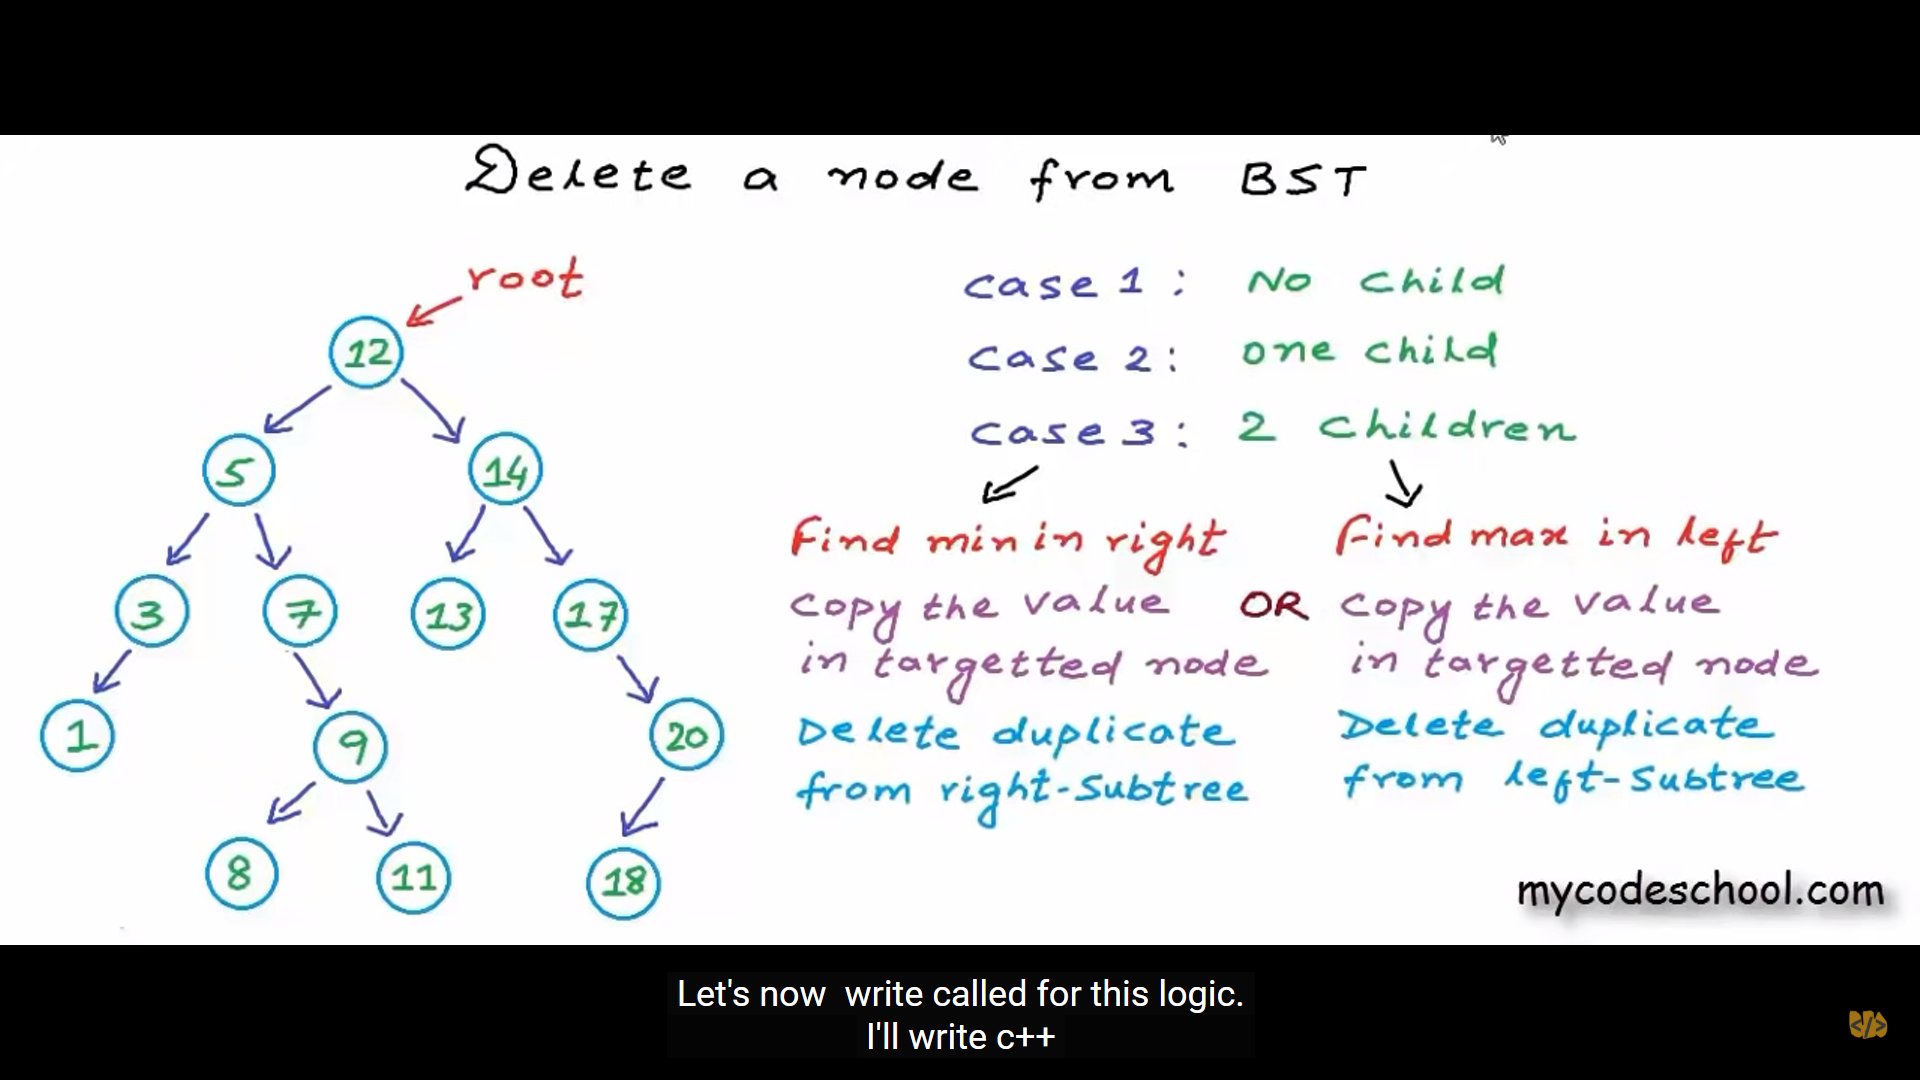 Delete a node from BST
root
12
5
14
3
7
13
17
1
9
20
8
11
18
case 1 : No child
case 2 : one child
case 3 : 2 children
Find min in right
copy the value
in targetted node
Delete duplicate
from right-subtree
OR
Find max in left
copy the value
in targetted node
Delete duplicate
from left-subtree
mycodeschool.com
Let's now write called for this logic.
I'll write c++